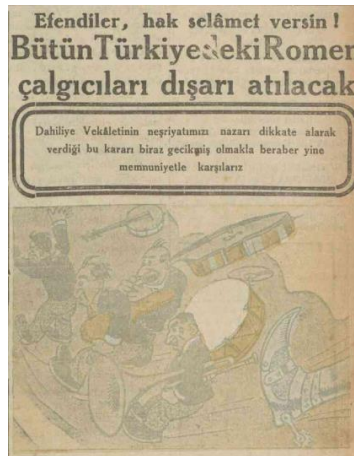 Efendiler, hak selâmet versin !
Bütün Türkiyedeki Romen
çalgıcıları dışarı atılacak
Dahiliye Vekâletinin neşriyatımızı nazarı dikkate alarak
verdiği bu kararı biraz gecikmiş olmakla beraber yine
memnuniyetle karşılarız